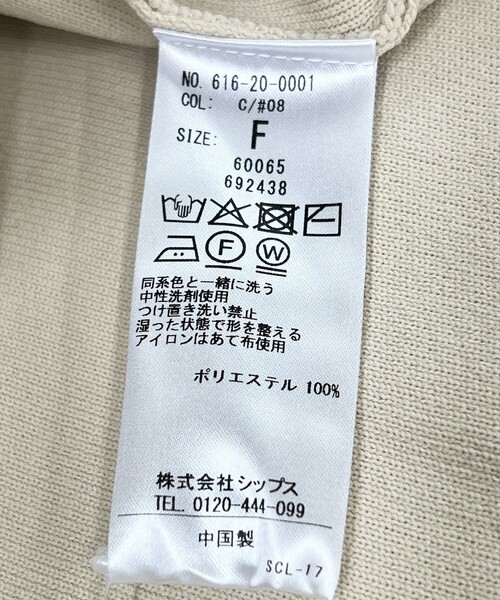 NO. 616-20-0001
COL: C/#08
SIZE: F
60065
692438
F W
同系色と一緒に洗う
中性洗剤使用
つけ置き洗い禁止
湿った状態で形を整える
アイロンはあて布使用
ポリエステル 100%
株式会社シップス
TEL. 0120-444-099
中国製
SCL-17